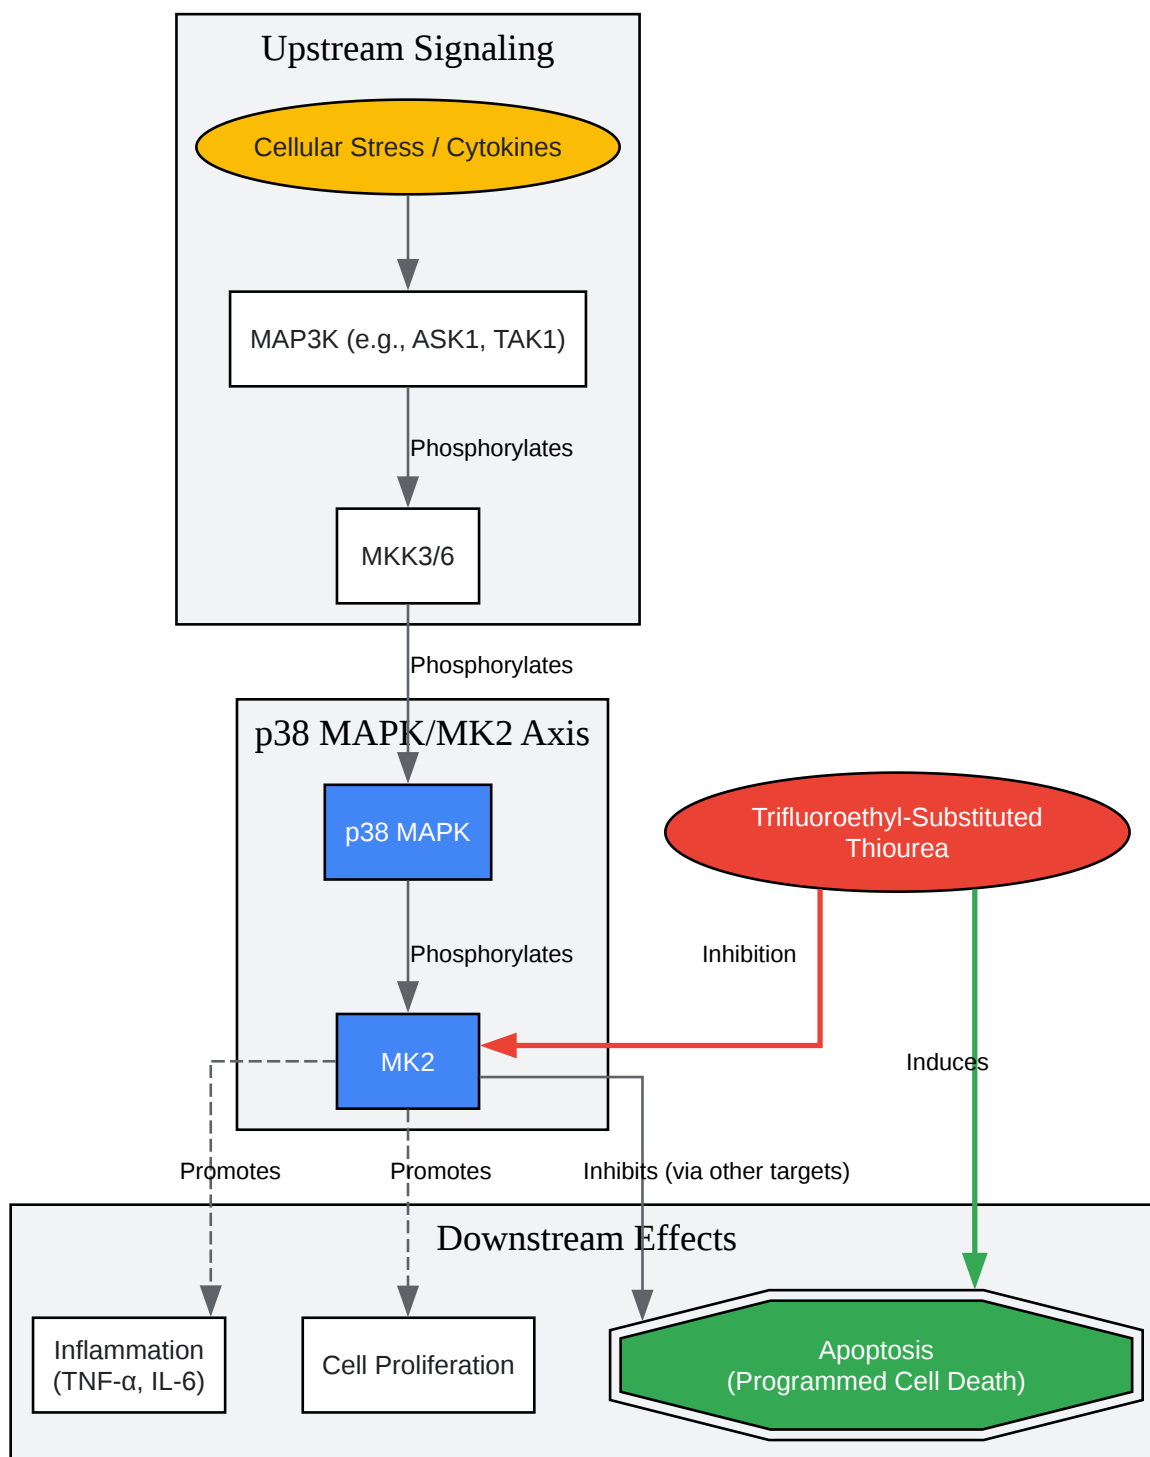 Upstream Signaling
Cellular Stress / Cytokines
MAP3K (e.g., ASK1, TAK1)
Phosphorylates
MKK3/6
Phosphorylates
p38 MAPK/MK2 Axis
p38 MAPK
Trifluoroethyl-Substituted
Thiourea
Phosphorylates
Inhibition
MK2
Induces
Promotes
Promotes
Inhibits (via other targets)
Downstream Effects
Inflammation
(TNF-α, IL-6)
Cell Proliferation
Apoptosis
(Programmed Cell Death)